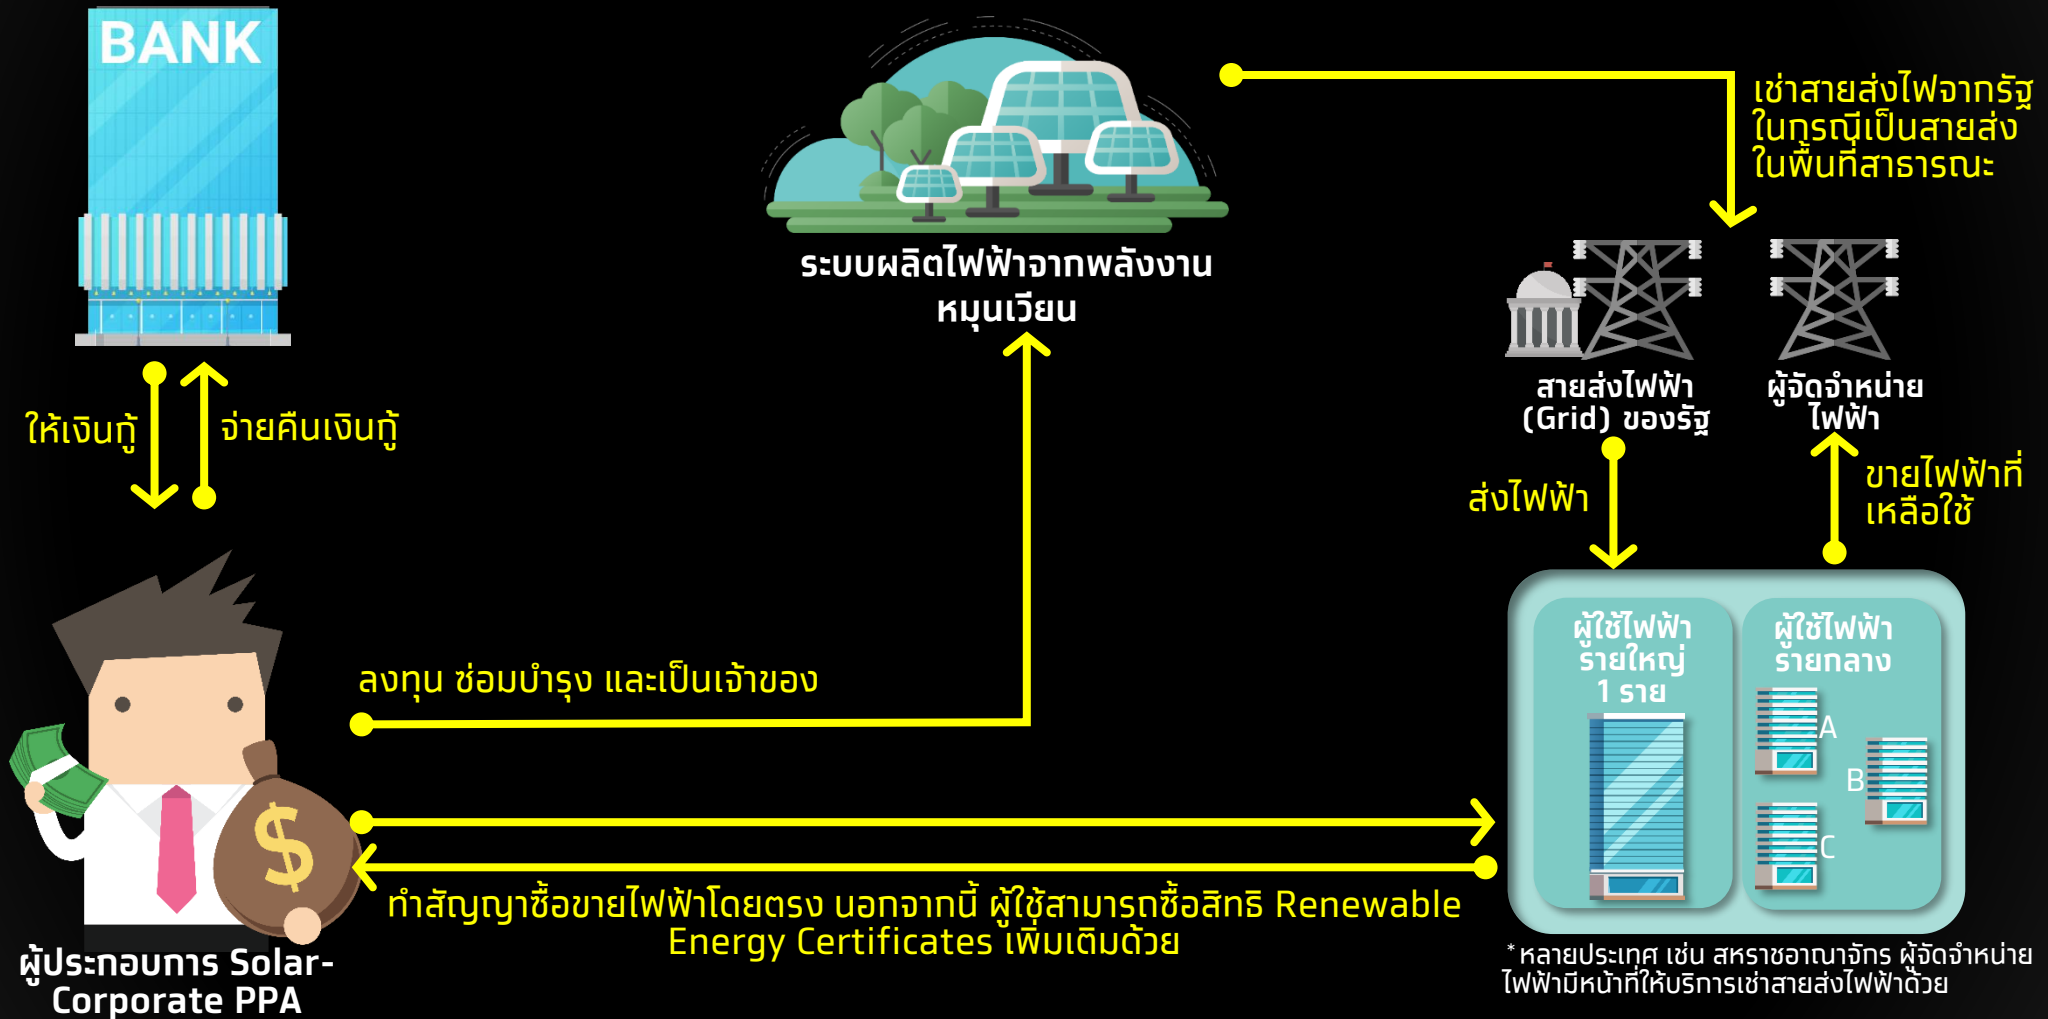 BANK
เช่าสายส่งไฟจากรัฐ
ในกรณีเป็นสายส่ง
ในพื้นที่สาธารณะ
ระบบผลิตไฟฟ้าจากพลังงาน
หมุนเวียน
สายส่งไฟฟ้า
(Grid) ของรัฐ
ผู้จัดจำหน่าย
ไฟฟ้า
ให้เงินกู้
จ่ายคืนเงินกู้
ส่งไฟฟ้า
ขายไฟฟ้าที่
เหลือใช้
ผู้ใช้ไฟฟ้า
รายใหญ่
1 ราย
ผู้ใช้ไฟฟ้า
รายกลาง
A
B
C
ลงทุน ซ่อมบำรุง และเป็นเจ้าของ
$
ทำสัญญาซื้อขายไฟฟ้าโดยตรง นอกจากนี้ ผู้ใช้สามารถซื้อสิทธิ Renewable
Energy Certificates เพิ่มเติมด้วย
ผู้ประกอบการ Solar-
Corporate PPA
*หลายประเทศ เช่น สหราชอาณาจักร ผู้จัดจำหน่าย
ไฟฟ้ามีหน้าที่ให้บริการเช่าสายส่งไฟฟ้าด้วย